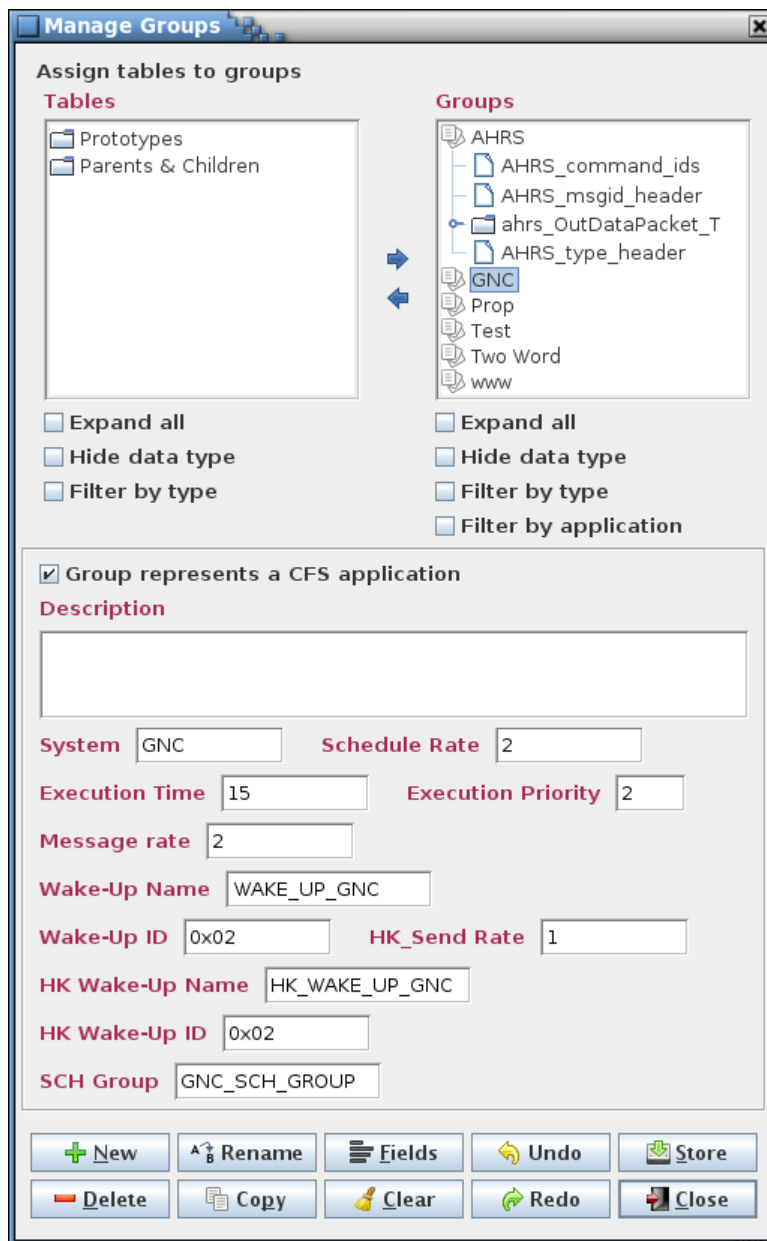 Manage Groups
Assign tables to groups
Tables
Groups
Prototypes
Parents & Children
AHRS
AHRS_command_ids
AHRS_msgid_header
ahrs_OutDataPacket_T
AHRS_type_header
GNC
Prop
Test
Two Word
www
Expand all
Hide data type
Filter by type
Expand all
Hide data type
Filter by type
Filter by application
Group represents a CFS application
Description
System GNC Schedule Rate 2
Execution Time 15 Execution Priority 2
Message rate 2
Wake-Up Name WAKE_UP_GNC
Wake-Up ID 0x02 HK_Send Rate 1
HK Wake-Up Name HK_WAKE_UP_GNC
HK Wake-Up ID 0x02
SCH Group GNC_SCH_GROUP
New Rename Fields Undo Store
Delete Copy Clear Redo Close